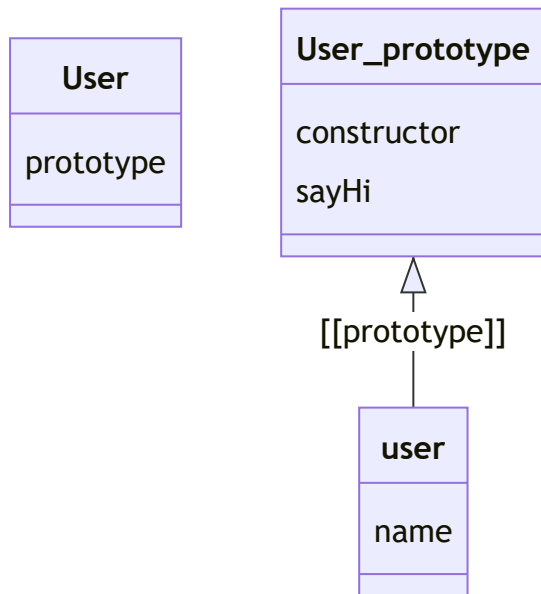 User
prototype
User_prototype
constructor
sayHi
[[prototype]]
user
name